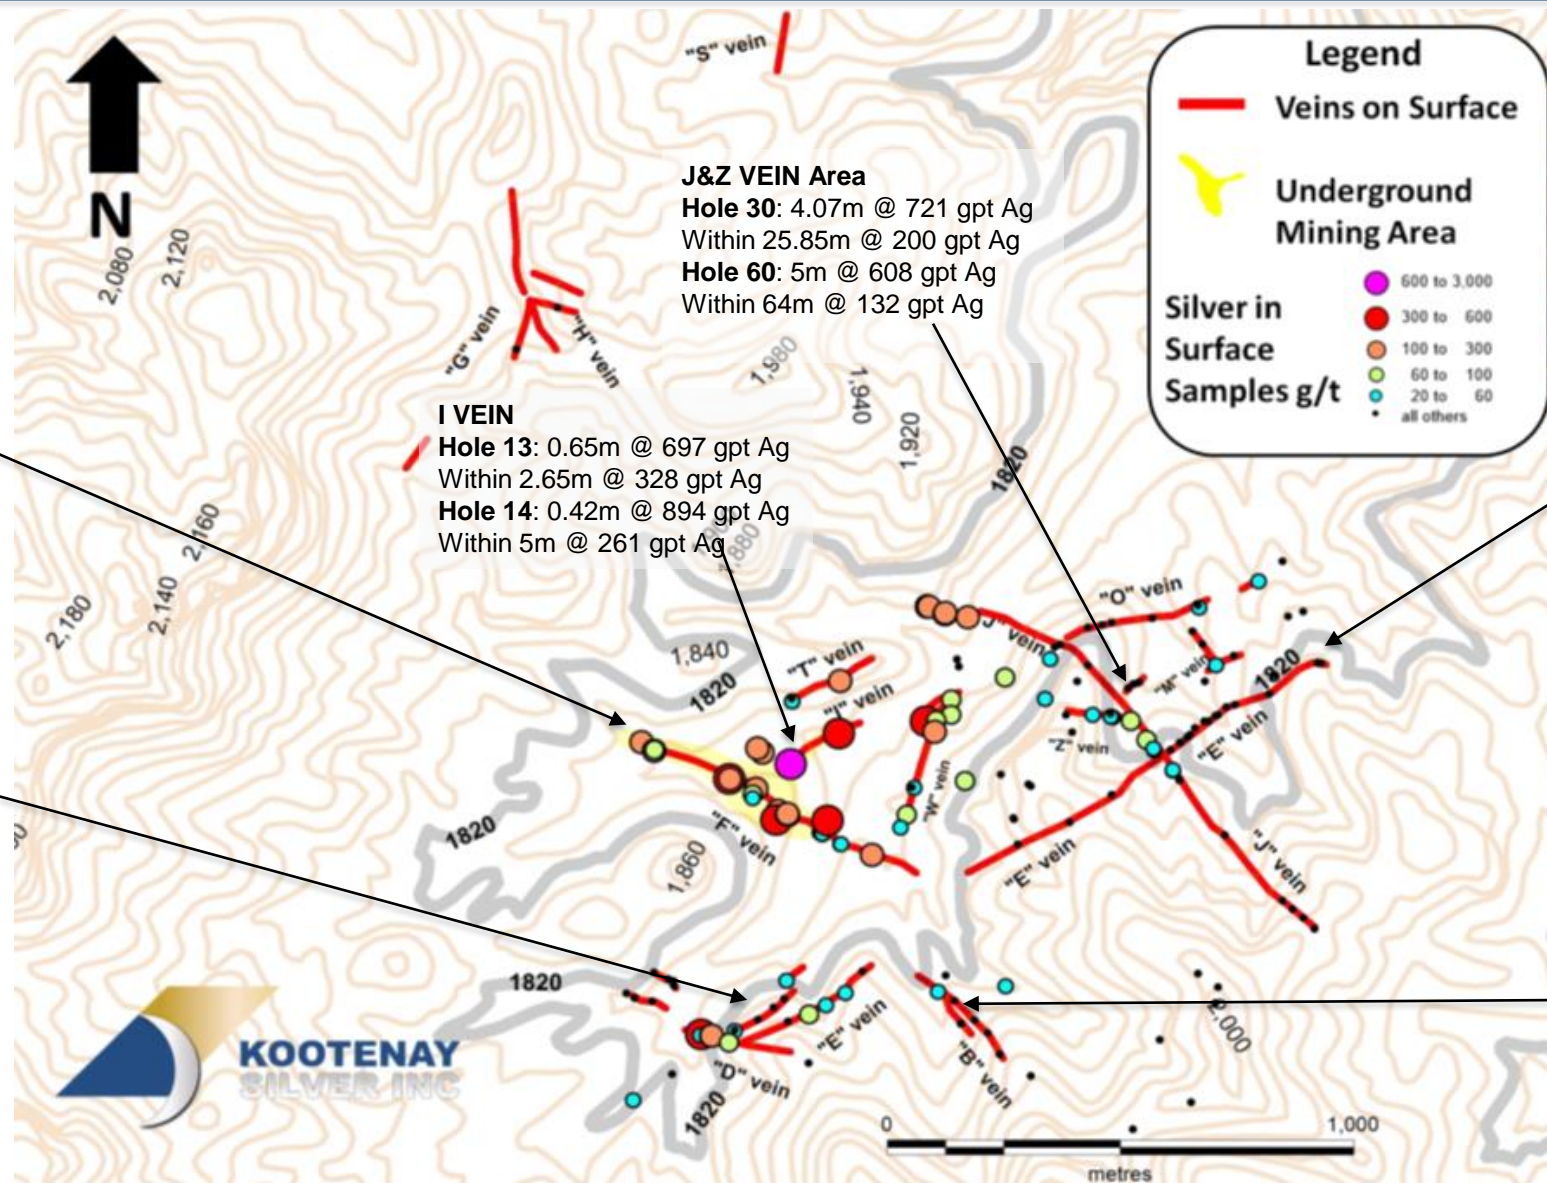 "S" vein
Legend
Veins on Surface
Underground
Mining Area
Silver in
Surface
Samples g/t
600 to 3,000
300 to 600
100 to 300
60 to 100
20 to 60
all others
N
2,080
2,120
J&Z VEIN Area
Hole 30: 4.07m @ 721 gpt Ag
Within 25.85m @ 200 gpt Ag
Hole 60: 5m @ 608 gpt Ag
Within 64m @ 132 gpt Ag
"G" vein
"H" vein
1,980
1,940
1,920
1820
I VEIN
Hole 13: 0.65m @ 697 gpt Ag
Within 2.65m @ 328 gpt Ag
Hole 14: 0.42m @ 894 gpt Ag
Within 5m @ 261 gpt Ag
2,160
2,140
2,180
"O" vein
"J" vein
1,840
"T" vein
1820
"I" vein
"M" vein
1820
"Z" vein
"E" vein
"W" vein
1820
"F" vein
1,860
"E" vein
"J" vein
1820
"E" vein
"D" vein
"B" vein
2,000
1820
KOOTENAY
SILVER INC
0
1,000
metres